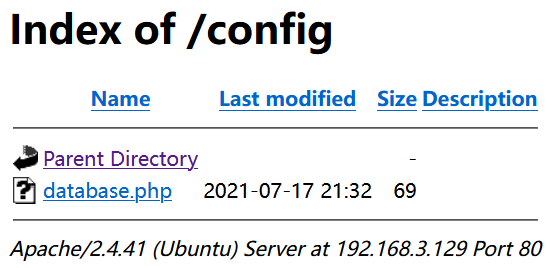 Index of /config
Name Last modified Size Description
Parent Directory -
database.php 2021-07-17 21:32 69
Apache/2.4.41 (Ubuntu) Server at 192.168.3.129 Port 80